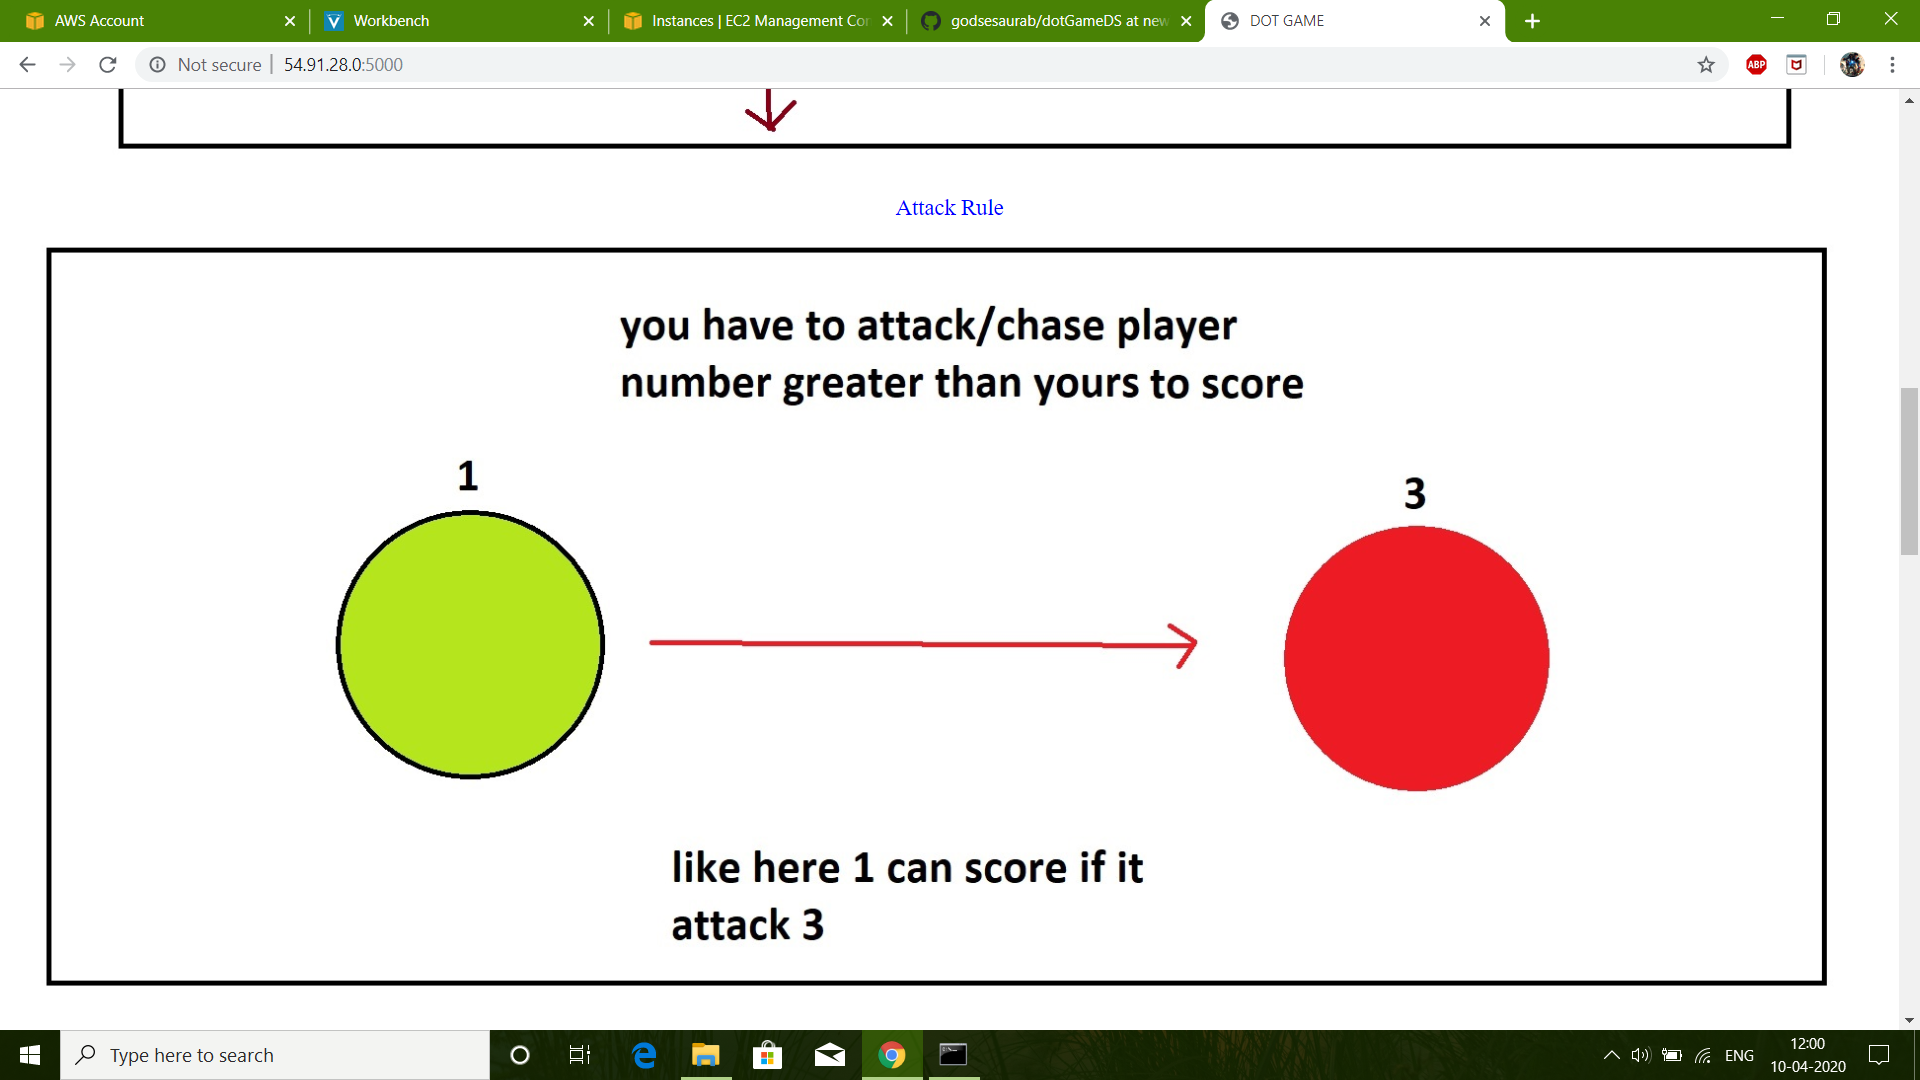 AWS Account
Workbench
Instances | EC2 Management Co
godsesaurab/dotGameDS at new
DOT GAME
Not secure | 54.91.28.0:5000
ABP
Attack Rule
you have to attack/chase player
number greater than yours to score
1
3
like here 1 can score if it
attack 3
Type here to search
ENG
12:00
10-04-2020